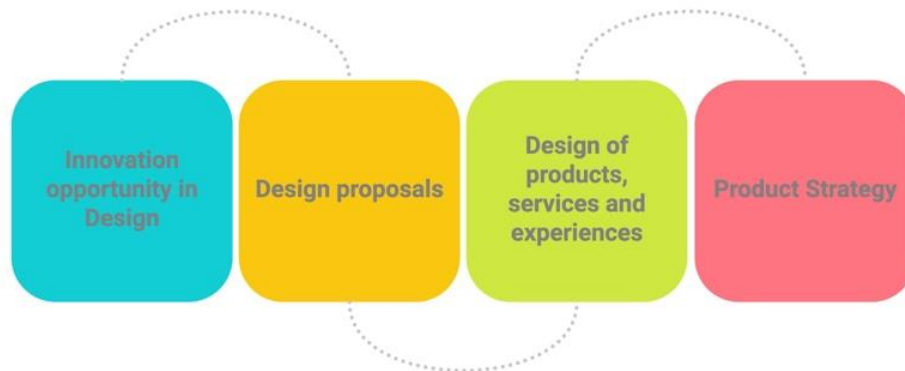 Innovation
opportunity in
Design
Design proposals
Design of
products,
services and
experiences
Product Strategy